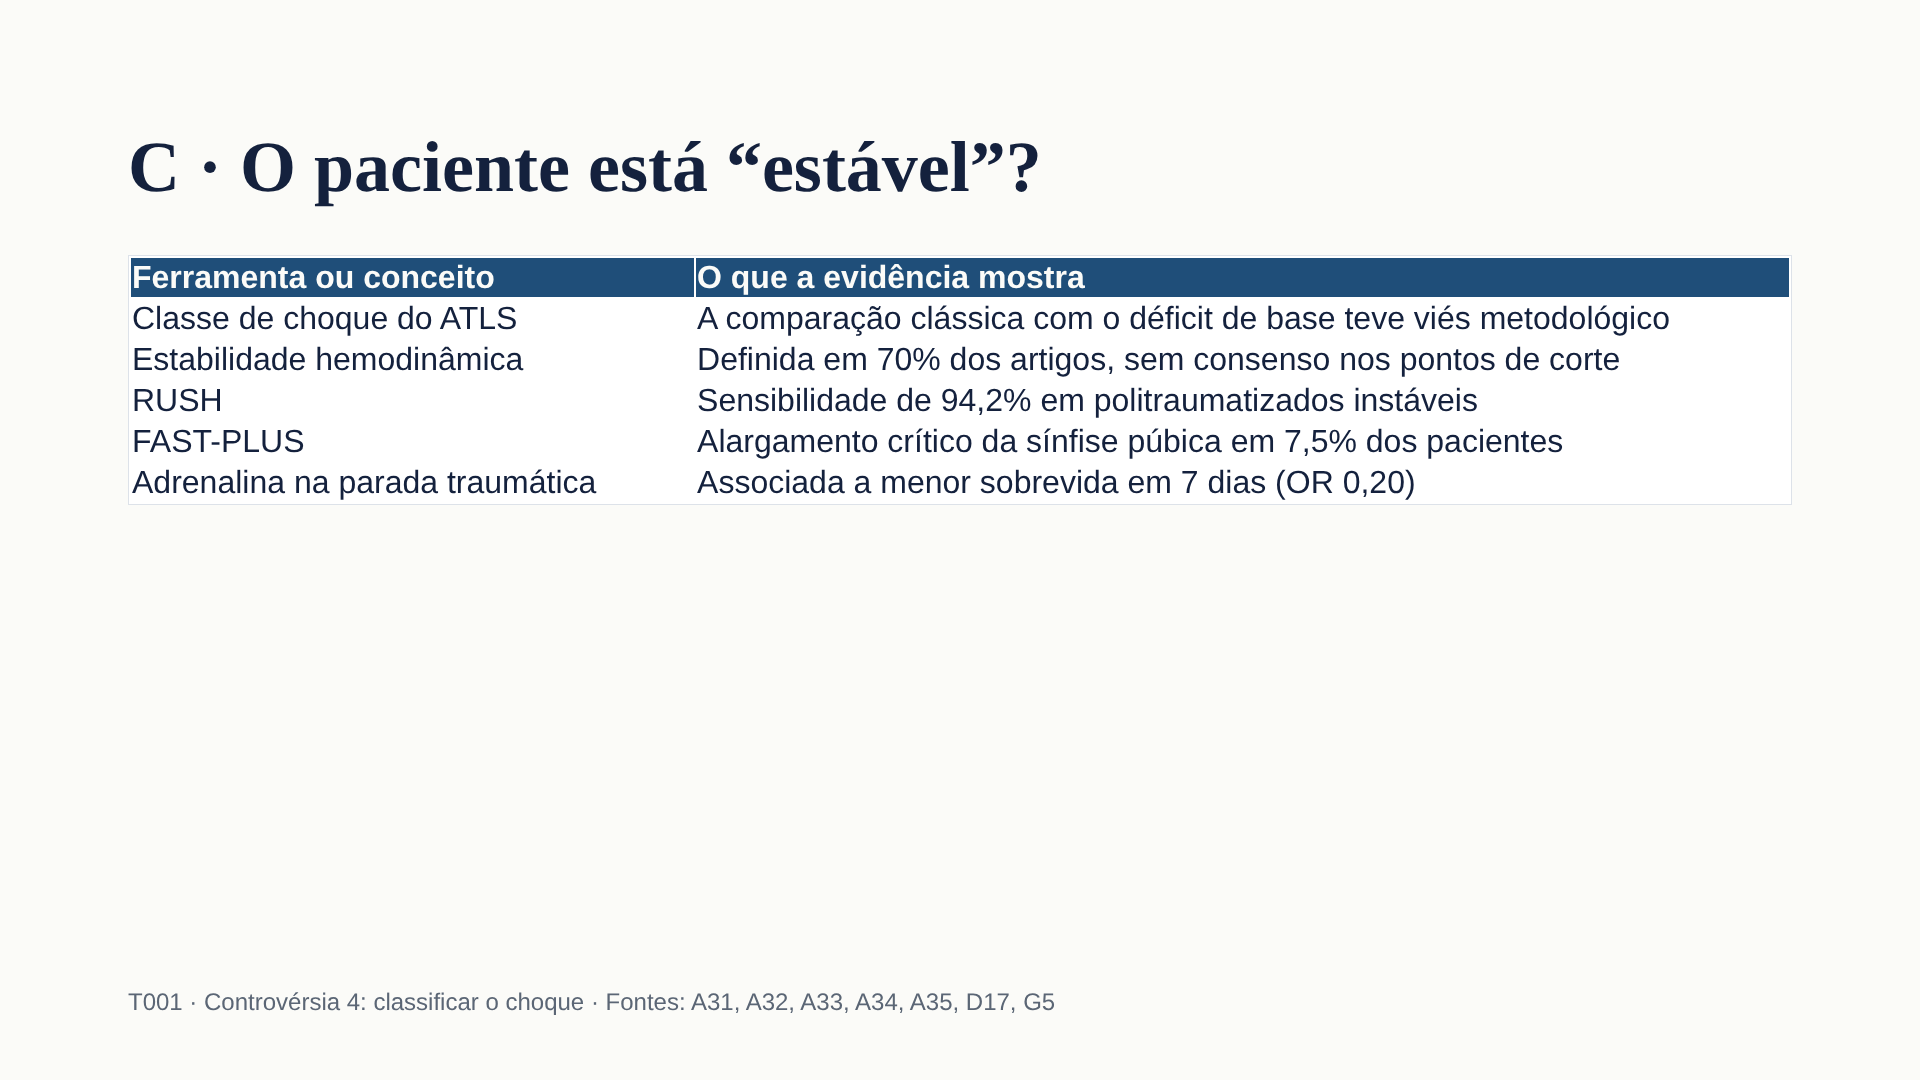 C · O paciente está “estável”?
Ferramenta ou conceito O que a evidência mostra
Classe de choque do ATLS A comparação clássica com o déficit de base teve viés metodológico
Estabilidade hemodinâmica Definida em 70% dos artigos, sem consenso nos pontos de corte
RUSH Sensibilidade de 94,2% em politraumatizados instáveis
FAST-PLUS Alargamento crítico da sínfise púbica em 7,5% dos pacientes
Adrenalina na parada traumática Associada a menor sobrevida em 7 dias (OR 0,20)
T001 · Controvérsia 4: classificar o choque · Fontes: A31, A32, A33, A34, A35, D17, G5